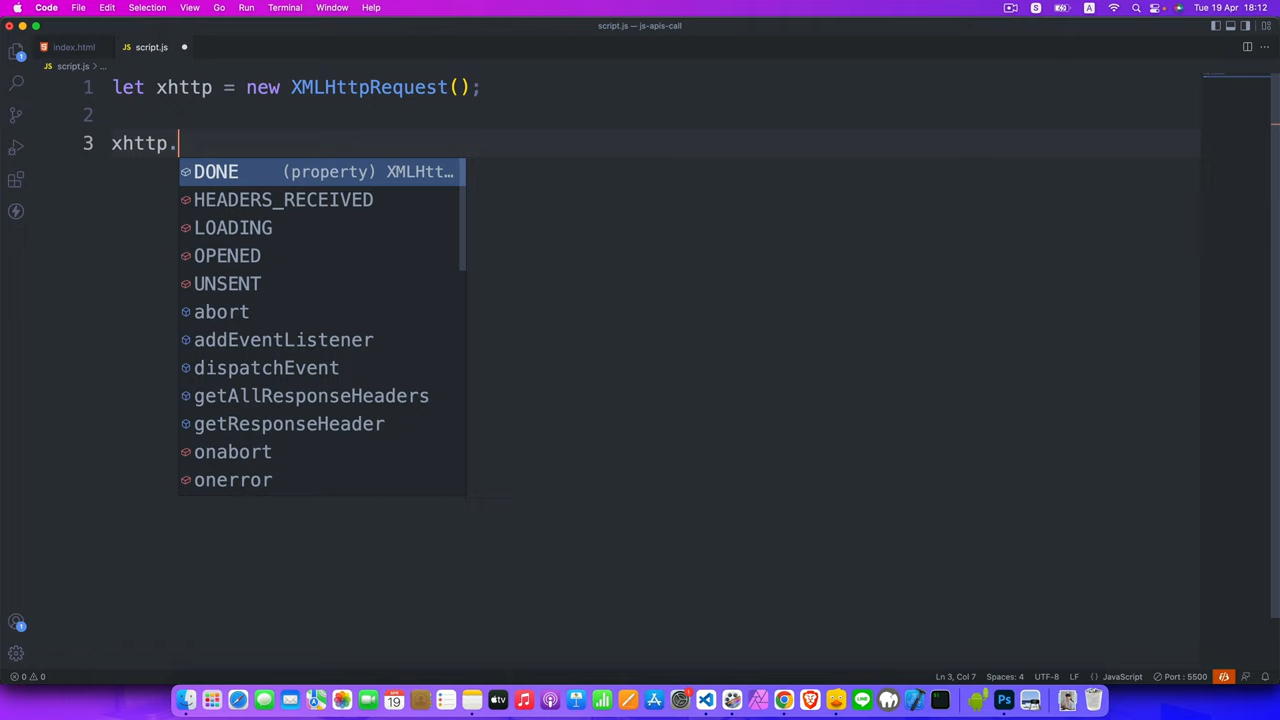 Code File Edit Selection View Go Run Terminal Window Help Tue 19 Apr 18:12
script.js — js-apis-call
index.html script.js
script.js > ...
1 let xhttp = new XMLHttpRequest();
2
3 xhttp.
DONE (property) XMLHtt…
HEADERS_RECEIVED
LOADING
OPENED
UNSENT
abort
addEventListener
dispatchEvent
getAllResponseHeaders
getResponseHeader
onabort
onerror
0 0 Ln 3, Col 7 Spaces: 4 UTF-8 LF {} JavaScript Port : 5500